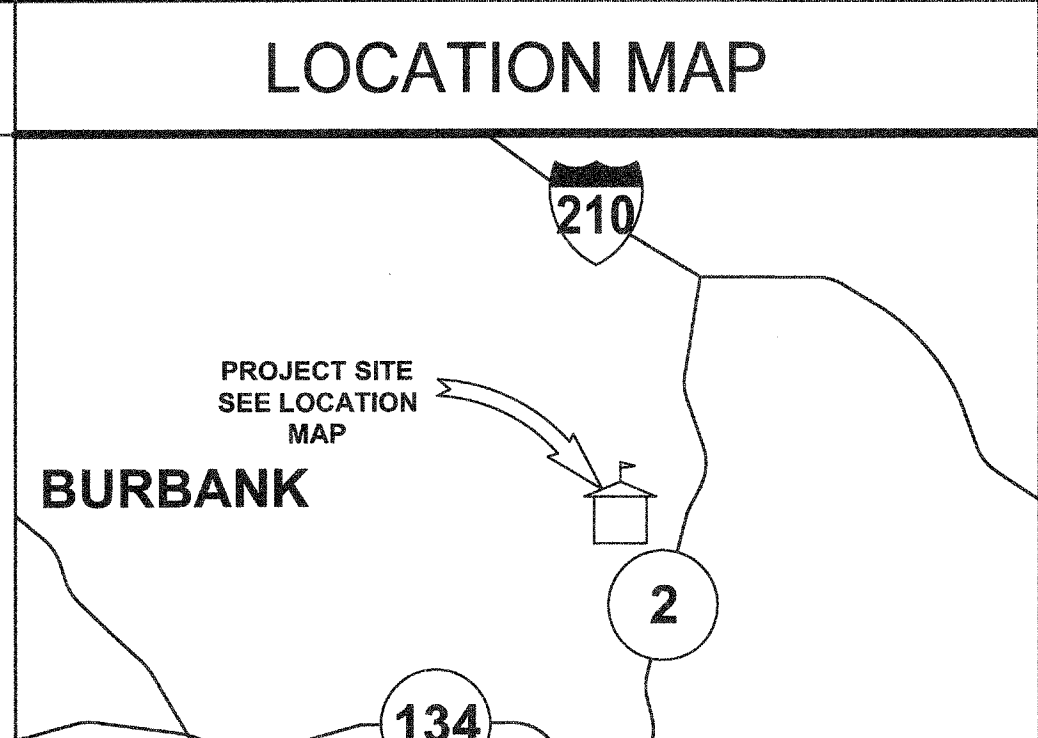 LOCATION MAP
210
PROJECT SITE
SEE LOCATION
MAP
BURBANK
2
134